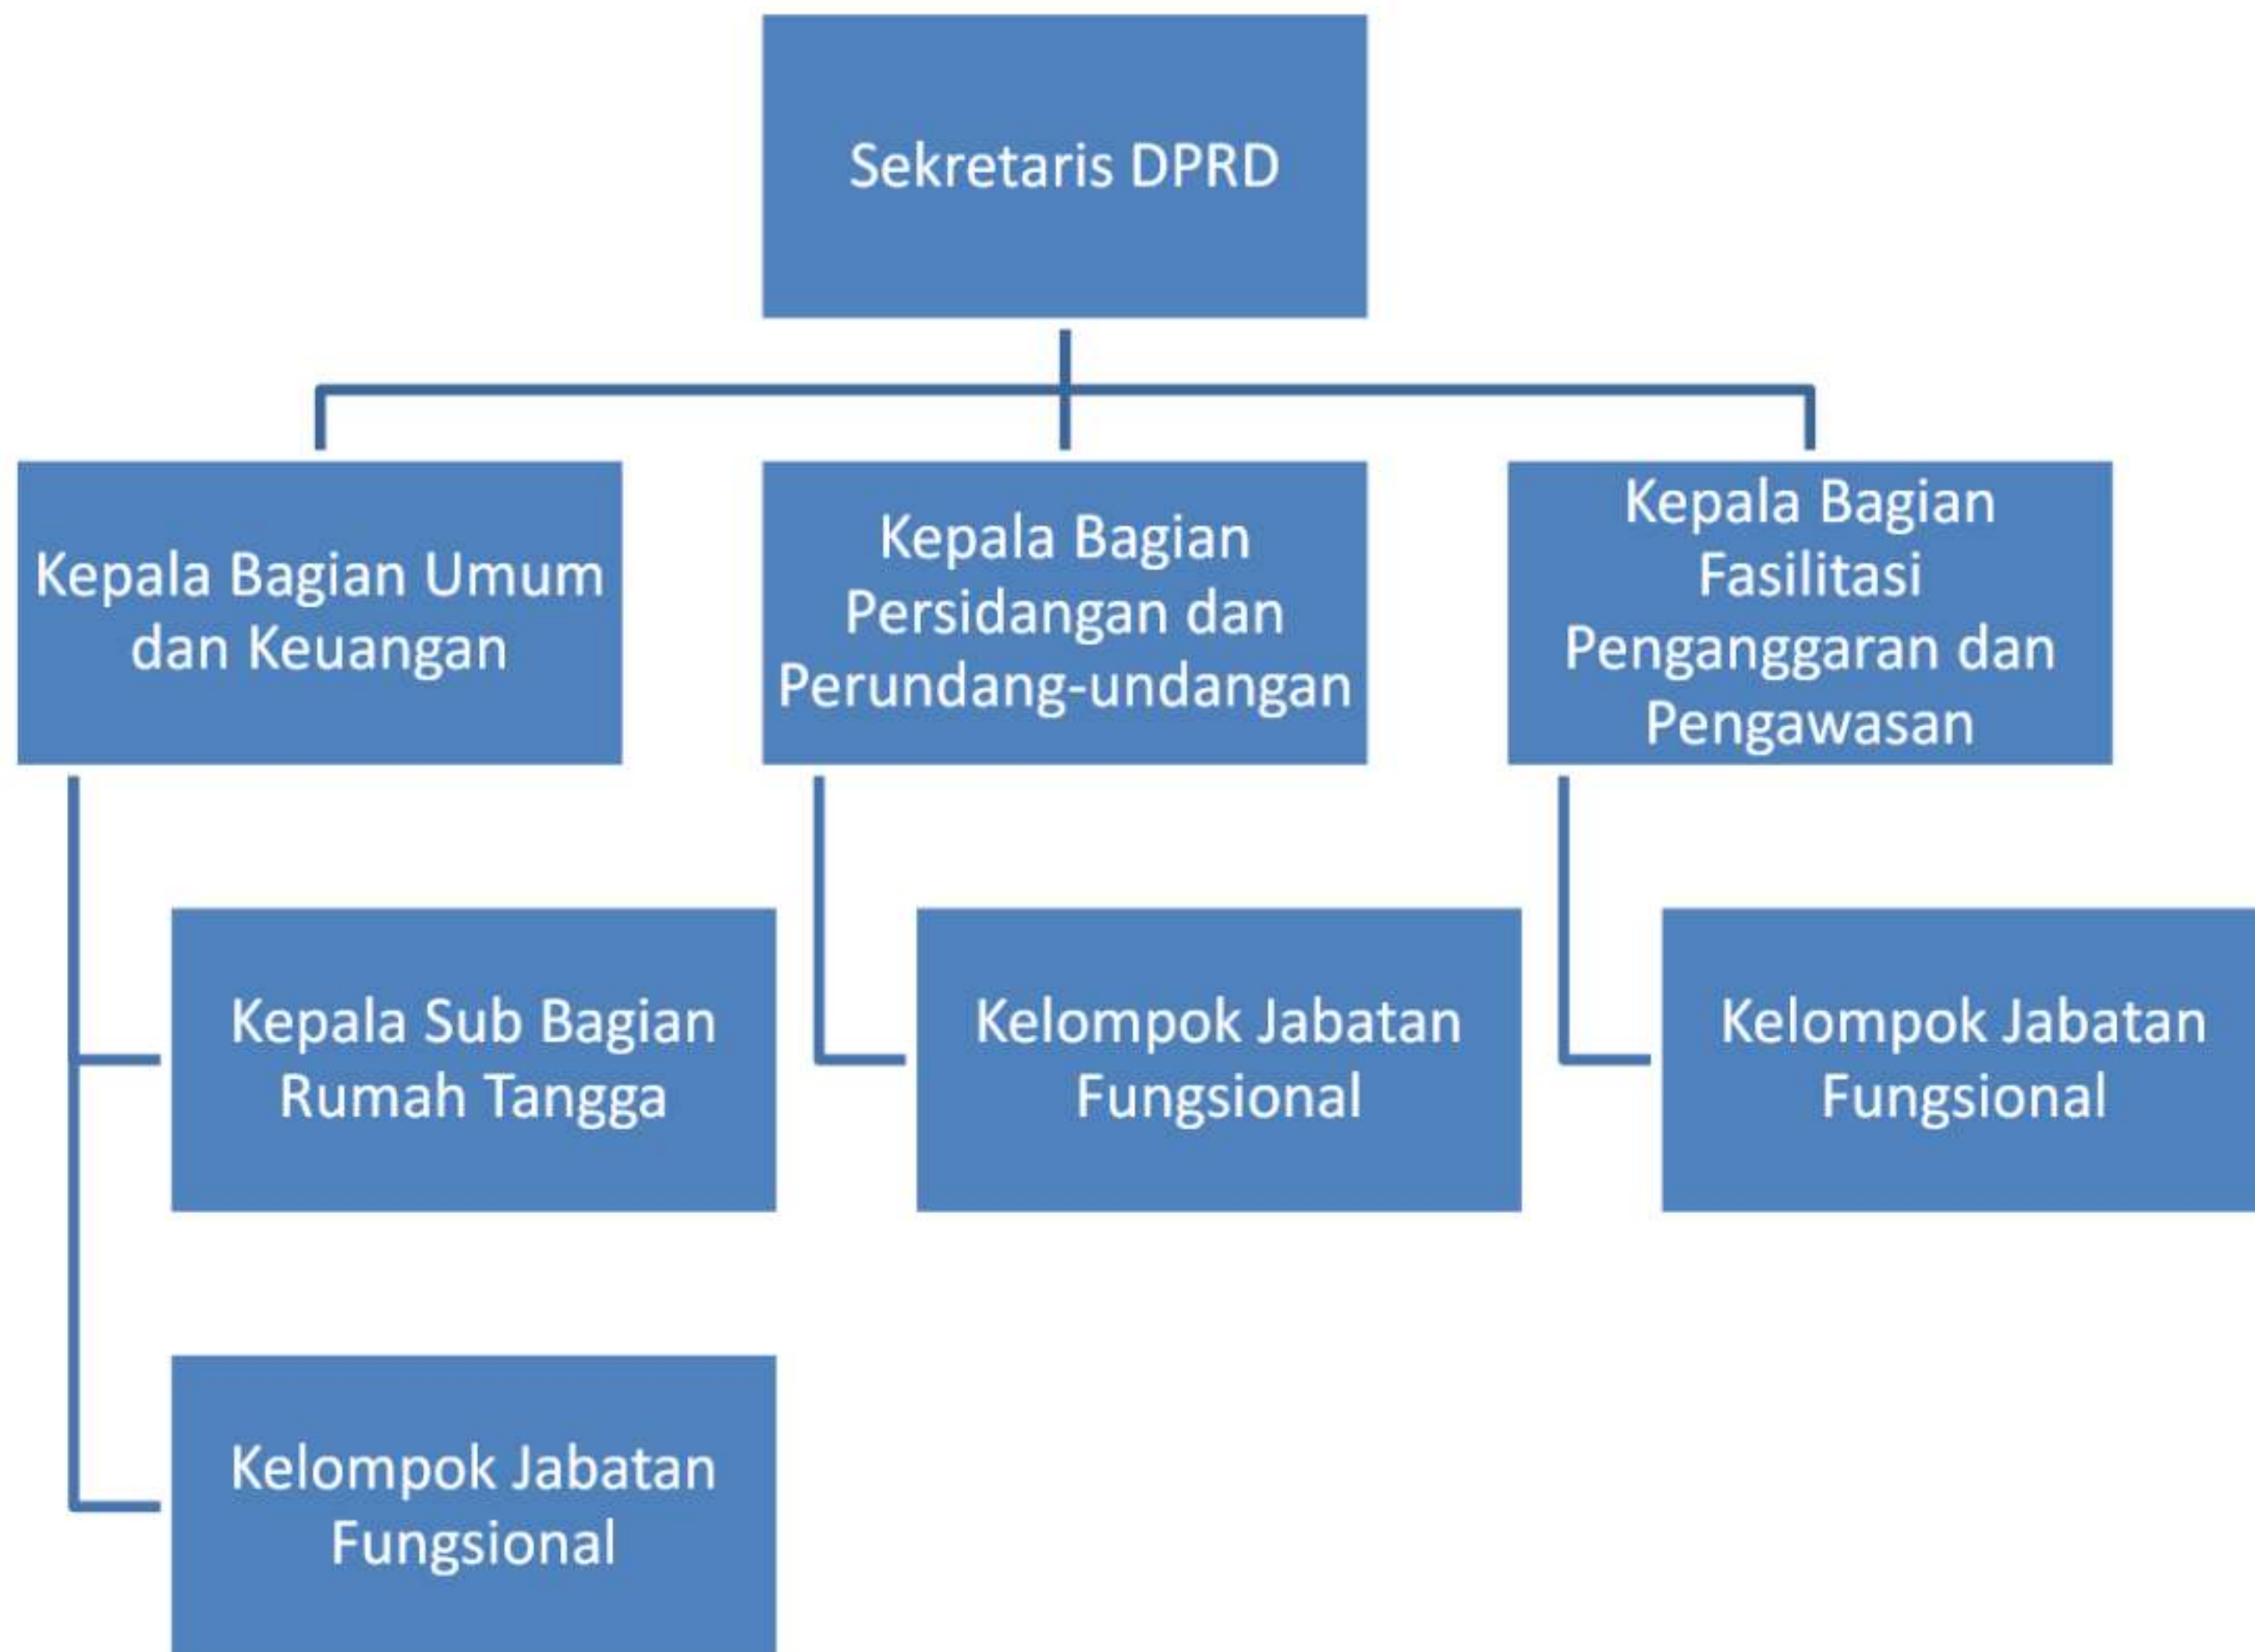 Sekretaris DPRD
Kepala Bagian Umum
dan Keuangan
Kepala Bagian
Persidangan dan
Perundang-undangan
Kepala Bagian
Fasilitasi
Penganggaran dan
Pengawasan
Kepala Sub Bagian
Rumah Tangga
Kelompok Jabatan
Fungsional
Kelompok Jabatan
Fungsional
Kelompok Jabatan
Fungsional